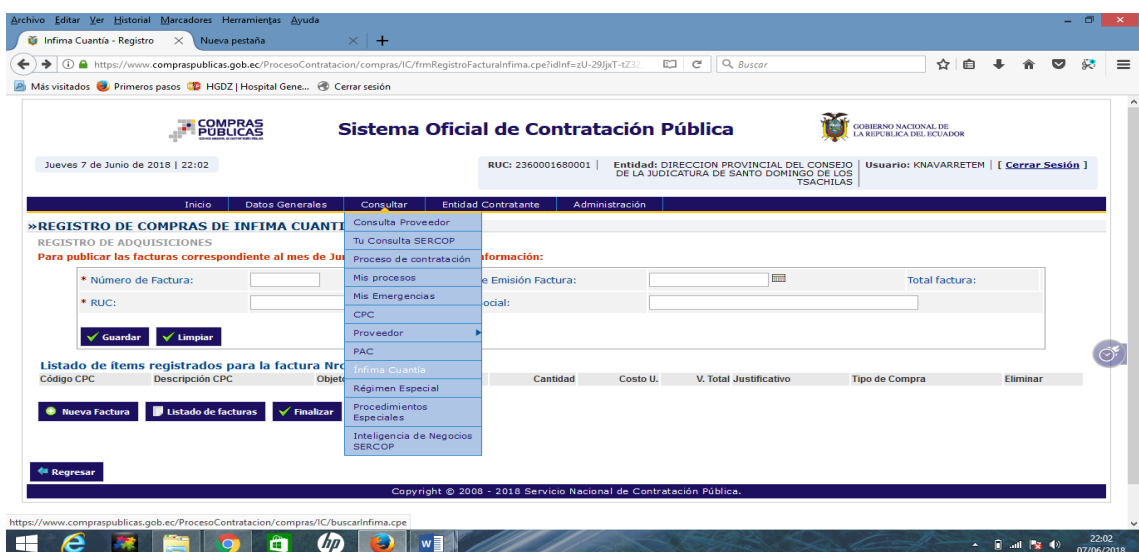 Archivo Editar Ver Historial Marcadores Herramientas Ayuda
Infima Cuantía - Registro
Nueva pestaña
https://www.compraspublicas.gob.ec/ProcesoContratacion/compras/IC/frmRegistroFacturaInfima.cpe?idInf=zU-29JjxT-tZ32
Buscar
Más visitados Primeros pasos HGDZ | Hospital Gene... Cerrar sesión
COMPRAS PÚBLICAS
Sistema Oficial de Contratación Pública
GOBIERNO NACIONAL DE
LA REPUBLICA DEL ECUADOR
Jueves 7 de Junio de 2018 | 22:02
RUC: 2360001680001 |
Entidad: DIRECCION PROVINCIAL DEL CONSEJO
DE LA JUDICATURA DE SANTO DOMINGO DE LOS
TSACHILAS
Usuario: KNAVARRETEM | [ Cerrar Sesión ]
Inicio Datos Generales Consultar Entidad Contratante Administración
»REGISTRO DE COMPRAS DE INFIMA CUANTI
REGISTRO DE ADQUISICIONES
Para publicar las facturas correspondiente al mes de Jun
nformación:
* Número de Factura:
e Emisión Factura:
Total factura:
* RUC:
ocial:
Guardar Limpiar
Consulta Proveedor
Tu Consulta SERCOP
Proceso de contratación
Mis procesos
Mis Emergencias
CPC
Proveedor
PAC
Ínfima Cuantía
Régimen Especial
Procedimientos
Especiales
Inteligencia de Negocios
SERCOP
Listado de ítems registrados para la factura Nro
Código CPC Descripción CPC Objeto Cantidad Costo U. V. Total Justificativo Tipo de Compra Eliminar
Nueva Factura Listado de facturas Finalizar
Regresar
Copyright © 2008 - 2018 Servicio Nacional de Contratación Pública.
https://www.compraspublicas.gob.ec/ProcesoContratacion/compras/IC/buscarInfima.cpe
22:02
07/06/2018